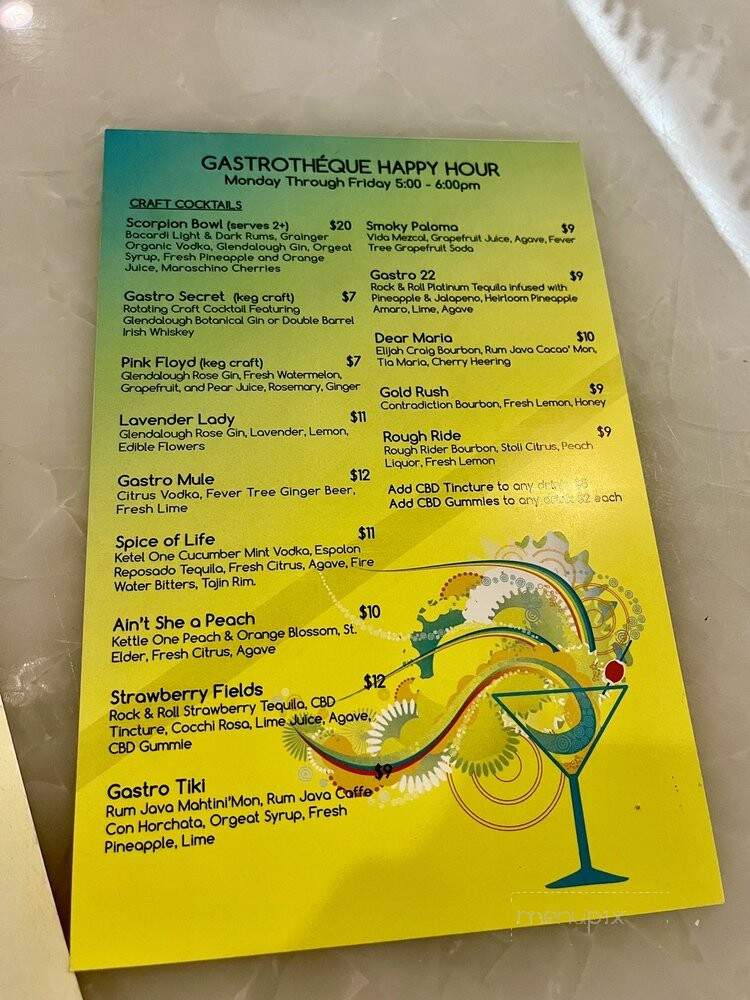 GASTROTHÉQUE HAPPY HOUR
Monday Through Friday 5:00 - 6:00pm
CRAFT COCKTAILS
Scorpion Bowl (serves 2+) $20
Bacardi Light & Dark Rums, Grainger
Organic Vodka, Glendalough Gin, Orgeat
Syrup, Fresh Pineapple and Orange
Juice, Maraschino Cherries
Gastro Secret (keg craft) $7
Rotating Craft Cocktail Featuring
Glendalough Botanical Gin or Double Barrel
Irish Whiskey
Pink Floyd (keg craft) $7
Glendalough Rose Gin, Fresh Watermelon,
Grapefruit, and Pear Juice, Rosemary, Ginger
Lavender Lady $11
Glendalough Rose Gin, Lavender, Lemon,
Edible Flowers
Gastro Mule $12
Citrus Vodka, Fever Tree Ginger Beer,
Fresh Lime
Spice of Life $11
Ketel One Cucumber Mint Vodka, Espolon
Reposado Tequila, Fresh Citrus, Agave, Fire
Water Bitters, Tajin Rim.
Ain't She a Peach $10
Kettle One Peach & Orange Blossom, St.
Elder, Fresh Citrus, Agave
Strawberry Fields $12
Rock & Roll Strawberry Tequila, CBD
Tincture, Cocchi Rosa, Lime Juice, Agave,
CBD Gummie
Gastro Tiki $9
Rum Java Mahtini'Mon, Rum Java Caffe
Con Horchata, Orgeat Syrup, Fresh
Pineapple, Lime
Smoky Paloma $9
Vida Mezcal, Grapefruit Juice, Agave, Fever
Tree Grapefruit Soda
Gastro 22 $9
Rock & Roll Platinum Tequila infused with
Pineapple & Jalapeno, Heirloom Pineapple
Amaro, Lime, Agave
Dear Maria $10
Elijah Craig Bourbon, Rum Java Cacao' Mon,
Tia Maria, Cherry Heering
Gold Rush $9
Contradiction Bourbon, Fresh Lemon, Honey
Rough Ride $9
Rough Rider Bourbon, Stoli Citrus, Peach
Liquor, Fresh Lemon
Add CBD Tincture to any drink
Add CBD Gummies to any drink $2 each
menupix